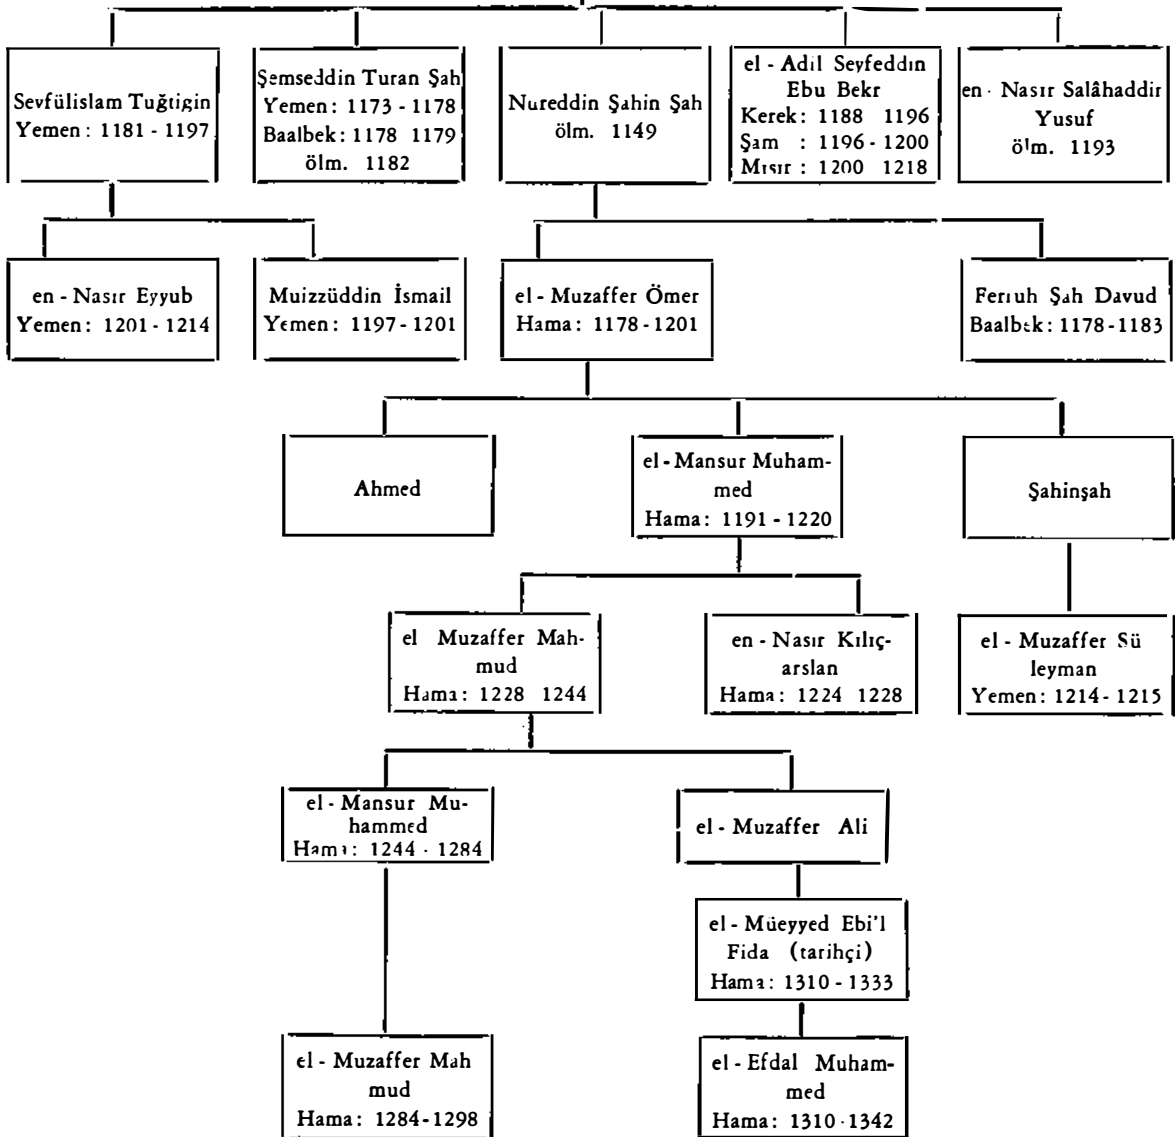 Seyfülislam Tuğtigin
Yemen: 1181 - 1197
Şemseddin Turan Şah
Yemen: 1173 - 1178
Baalbek: 1178 1179
ölm. 1182
Nureddin Şahin Şah
ölm. 1149
el - Adil Seyfeddin
Ebu Bekr
Kerek: 1188 1196
Şam : 1196 - 1200
Mısır : 1200 1218
en - Nasır Salâhaddin
Yusuf
ölm. 1193
en - Nasır Eyyub
Yemen: 1201 - 1214
Muizzüddin İsmail
Yemen: 1197 - 1201
el - Muzaffer Ömer
Hama: 1178 - 1201
Ferruh Şah Davud
Baalbek: 1178 - 1183
Ahmed
el - Mansur Muham-
med
Hama: 1191 - 1220
Şahinşah
el Muzaffer Mah-
mud
Hama: 1228 1244
en - Nasır Kılıç-
arslan
Hama: 1224 1228
el - Muzaffer Sü
leyman
Yemen: 1214 - 1215
el - Mansur Mu-
hammed
Hama: 1244 - 1284
el - Muzaffer Ali
el - Müeyyed Ebi'l
Fida (tarihçi)
Hama: 1310 - 1333
el - Muzaffer Mah
mud
Hama: 1284 - 1298
el - Efdal Muham-
med
Hama: 1310 - 1342